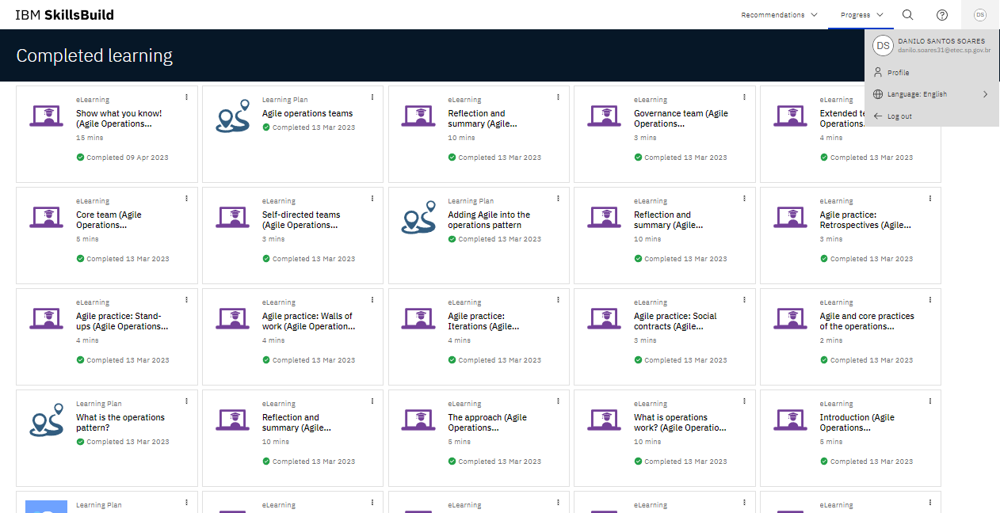 IBM SkillsBuild
Recommendations
Progress
DS
Completed learning
DS
DANILO SANTOS SOARES
danilo.soares31@etec.sp.gov.br
Profile
Language: English
Log out
eLearning
Show what you know!
(Agile Operations...
15 mins
Completed 09 Apr 2023
Learning Plan
Agile operations teams
Completed 13 Mar 2023
eLearning
Reflection and
summary (Agile...
10 mins
Completed 13 Mar 2023
eLearning
Governance team (Agile
Operations...
3 mins
Completed 13 Mar 2023
eLearning
Extended
Operations
4 mins
Completed 13 Mar 2023
eLearning
Core team (Agile
Operations...
5 mins
Completed 13 Mar 2023
eLearning
Self-directed teams
(Agile Operations...
3 mins
Completed 13 Mar 2023
Learning Plan
Adding Agile into the
operations pattern
Completed 13 Mar 2023
eLearning
Reflection and
summary (Agile...
10 mins
Completed 13 Mar 2023
eLearning
Agile practice:
Retrospectives (Agile...
3 mins
Completed 13 Mar 2023
eLearning
Agile practice: Stand-
ups (Agile Operations...
4 mins
Completed 13 Mar 2023
eLearning
Agile practice: Walls of
work (Agile Operation...
4 mins
Completed 13 Mar 2023
eLearning
Agile practice:
Iterations (Agile...
4 mins
Completed 13 Mar 2023
eLearning
Agile practice: Social
contracts (Agile...
3 mins
Completed 13 Mar 2023
eLearning
Agile and core practices
of the operations...
2 mins
Completed 13 Mar 2023
Learning Plan
What is the operations
pattern?
Completed 13 Mar 2023
eLearning
Reflection and
summary (Agile...
10 mins
Completed 13 Mar 2023
eLearning
The approach (Agile
Operations...
5 mins
Completed 13 Mar 2023
eLearning
What is operations
work? (Agile Operatio...
10 mins
Completed 13 Mar 2023
eLearning
Introduction (Agile
Operations...
5 mins
Completed 13 Mar 2023
Learning Plan
eLearning
eLearning
eLearning
eLearning